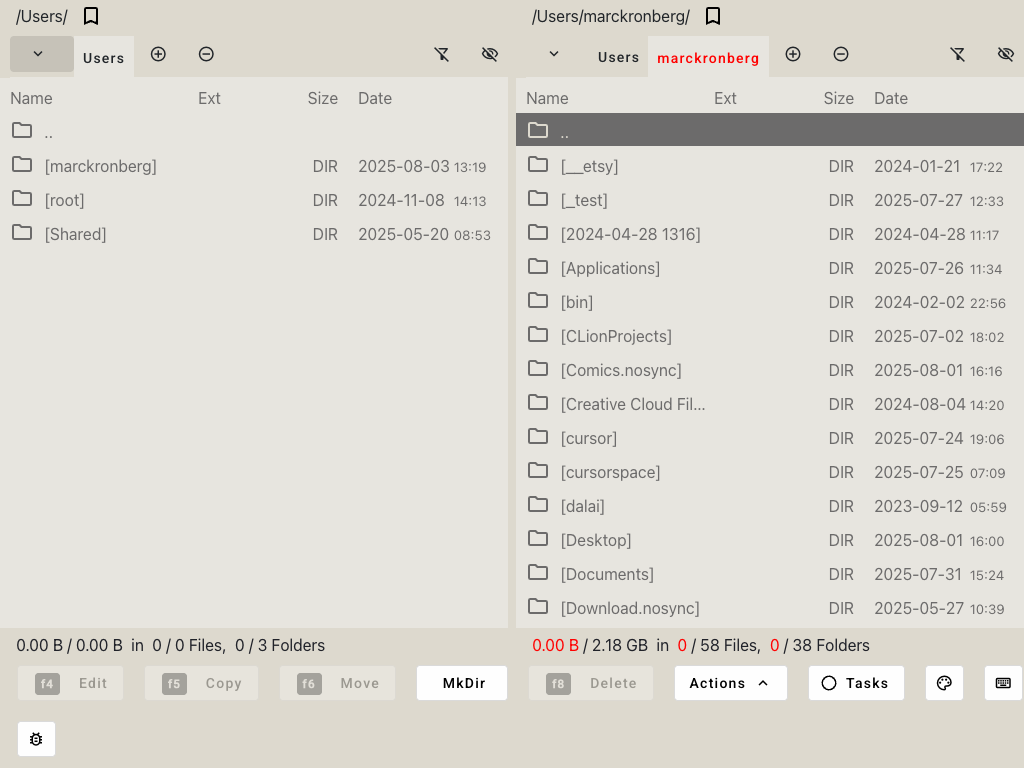 /Users/
Users
Name Ext Size Date
..
[marckronberg] DIR 2025-08-03 13:19
[root] DIR 2024-11-08 14:13
[Shared] DIR 2025-05-20 08:53
0.00 B / 0.00 B in 0 / 0 Files, 0 / 3 Folders
/Users/marckronberg/
Users marckronberg
Name Ext Size Date
..
[__etsy] DIR 2024-01-21 17:22
[_test] DIR 2025-07-27 12:33
[2024-04-28 1316] DIR 2024-04-28 11:17
[Applications] DIR 2025-07-26 11:34
[bin] DIR 2024-02-02 22:56
[CLionProjects] DIR 2025-07-02 18:02
[Comics.nosync] DIR 2025-08-01 16:16
[Creative Cloud Fil... DIR 2024-08-04 14:20
[cursor] DIR 2025-07-24 19:06
[cursorspace] DIR 2025-07-25 07:09
[dalai] DIR 2023-09-12 05:59
[Desktop] DIR 2025-08-01 16:00
[Documents] DIR 2025-07-31 15:24
[Download.nosync] DIR 2025-05-27 10:39
0.00 B / 2.18 GB in 0 / 58 Files, 0 / 38 Folders
f4 Edit f5 Copy f6 Move MkDir f8 Delete Actions Tasks